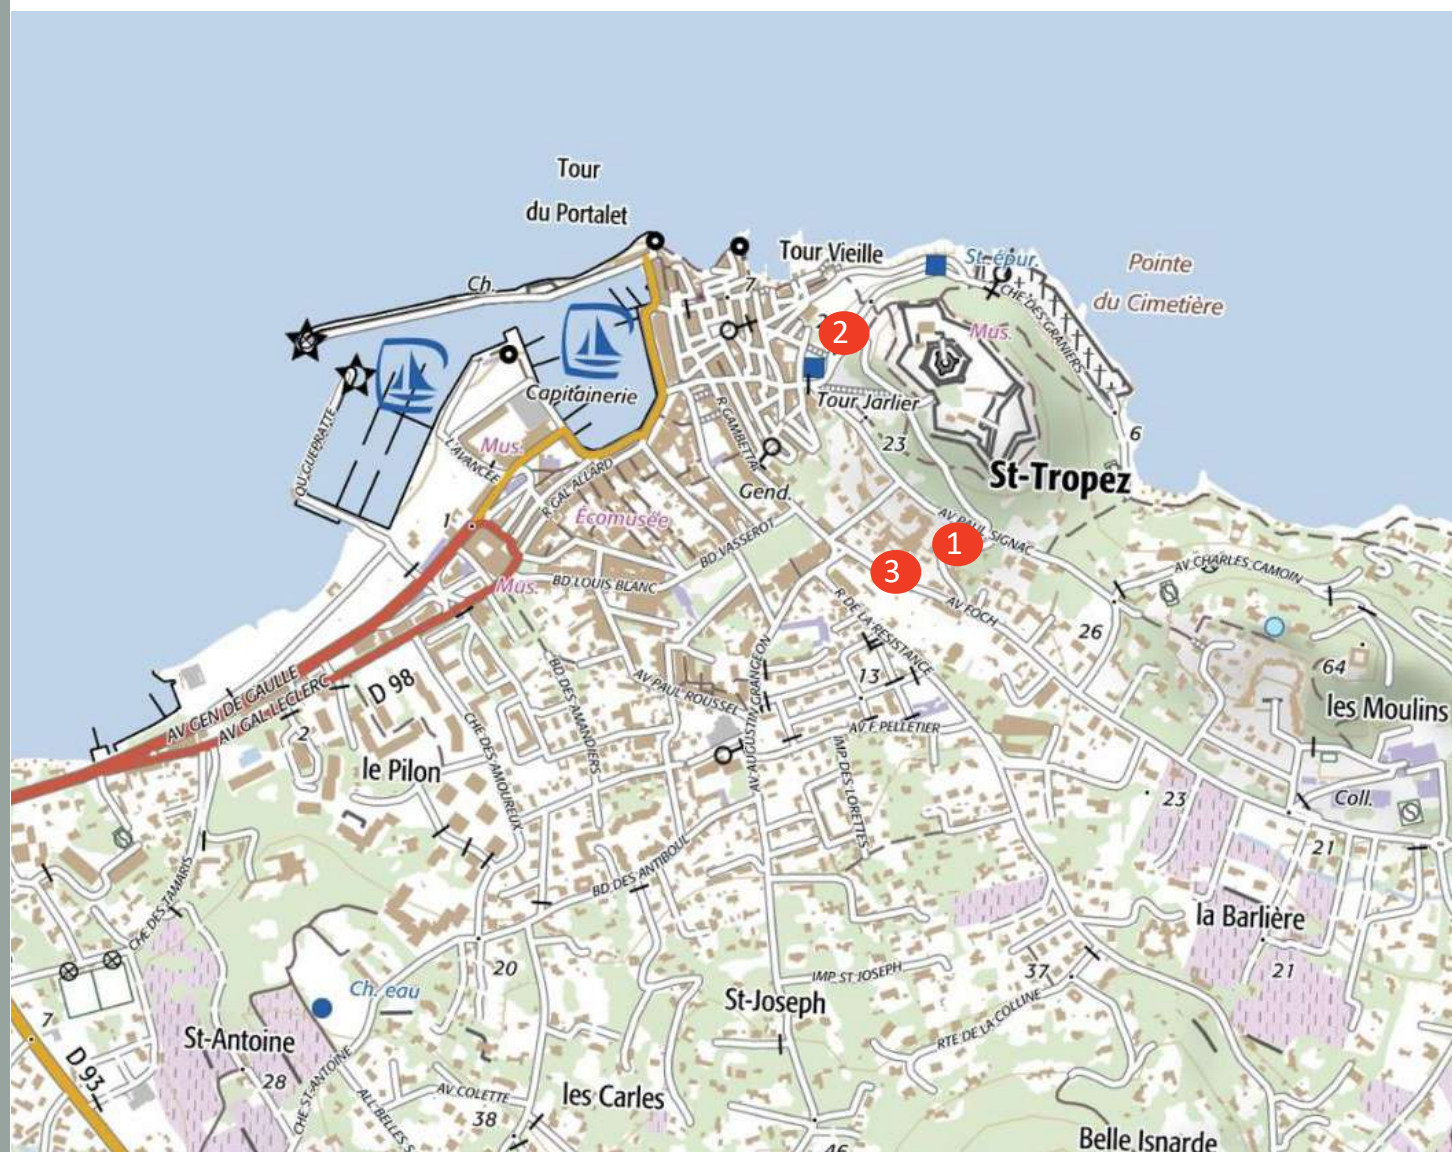 Tour
du Portalet
Tour Vieille
St. épur.
Pointe
du Cimetière
Ch.
7
CHE DES GRANIERS
2
Mus.
Capitainerie
Tour Jarlier
R GAMBETTA
QU GUEPRATTE
L'AVANCÉE
Mus.
23
6
St-Tropez
R GAL ALLARD
Gend.
Écomusée
1
AV PAUL SIGNAC
1
BD VASSEROT
3
Mus.
BD LOUIS BLANC
AV CHARLES CAMOIN
AV FOCH
R DE LA RESISTANCE
26
64
AV GEN DE GAULLE
AV GAL LECLERC
D 98
BD DES AMANDIERS
AV PAUL ROUSSEL
AV AUGUSTIN GRANGEON
13
les Moulins
2
CHE DES AMOUREUX
AV F PELLETIER
le Pilon
IMP DES LORETTES
23
Coll.
21
BD DES ANTIBOUL
CHE DES TAMARIS
la Barlière
20
IMP ST JOSEPH
37
21
Ch. eau
St-Joseph
7
St-Antoine
RTE DE LA COLLINE
D 93
28
CHE ST-ANTOINE
ALL BELLES S
AV COLETTE
les Carles
38
46
Belle Isnarde